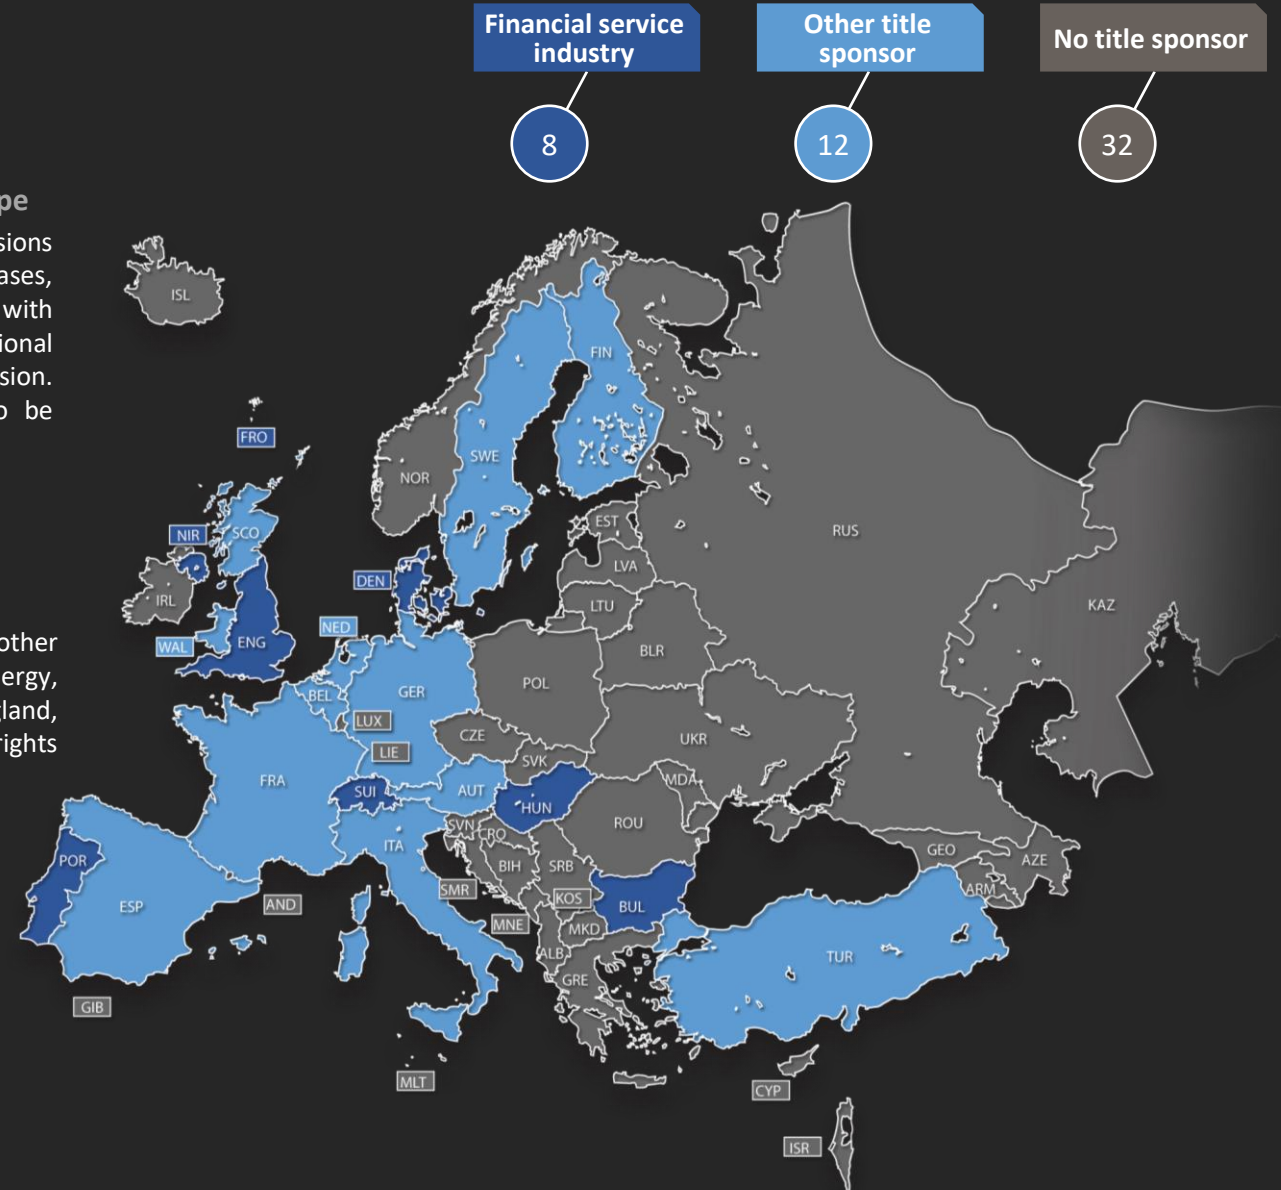 Financial service
industry
Other title
sponsor
No title sponsor
8
12
32
pe
sions
ases,
with
ional
sion.
o be
other
ergy,
gland,
rights
ISL
FIN
FRO
SWE
NOR
NIR
SCO
EST
RUS
LVA
DEN
IRL
LTU
KAZ
NED
WAL
ENG
BLR
BEL
GER
POL
LUX
CZE
UKR
LIE
SVK
FRA
SUI
AUT
MDA
HUN
SVN
CRO
ROU
ITA
GEO
POR
BIH
SRB
AZE
SMR
ARM
KOS
AND
ESP
BUL
MNE
MKD
ALB
TUR
GRE
GIB
MLT
CYP
ISR